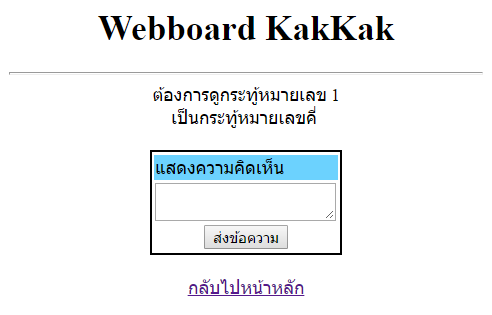 Webboard KakKak
ต้องการดูกระทู้หมายเลข 1
เป็นกระทู้หมายเลขคี่
แสดงความคิดเห็น
ส่งข้อความ
กลับไปหน้าหลัก